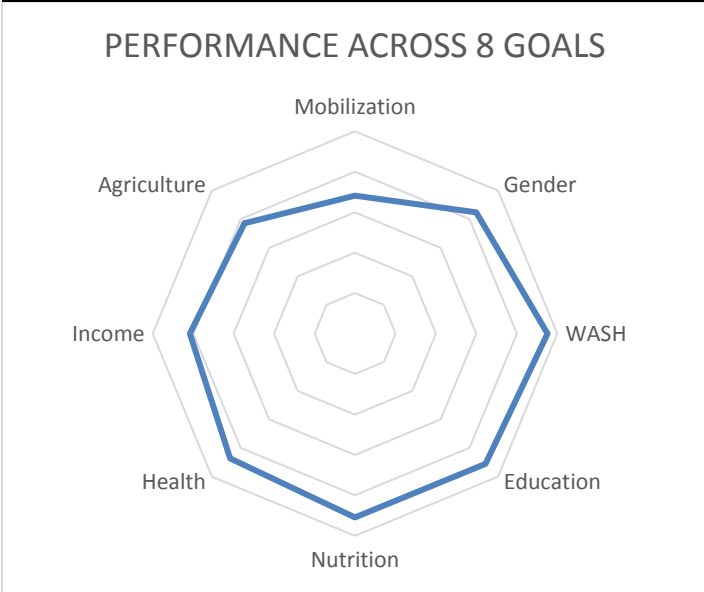 PERFORMANCE ACROSS 8 GOALS
Mobilization
Agriculture
Gender
Income
WASH
Health
Education
Nutrition